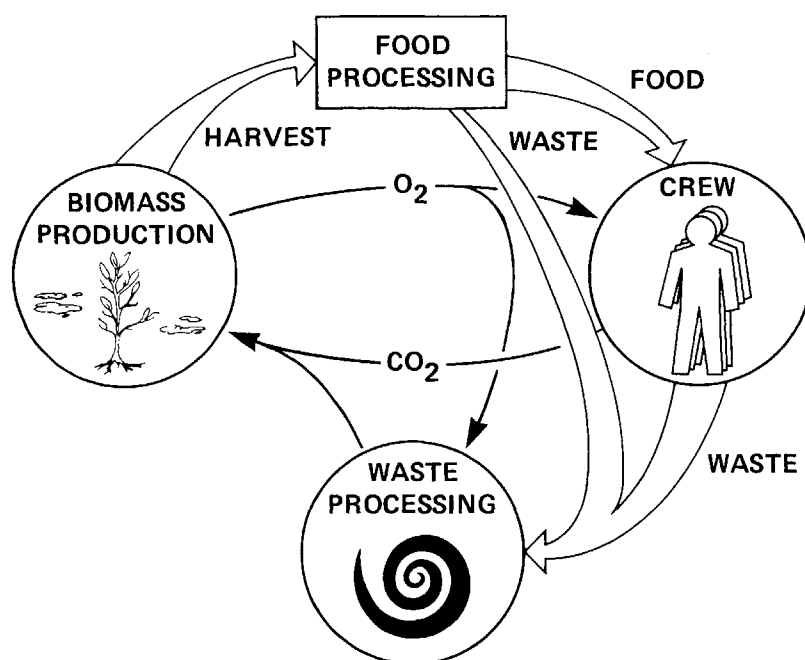 FOOD
PROCESSING
FOOD
HARVEST
WASTE
BIOMASS
PRODUCTION
O2
CREW
CO2
WASTE
PROCESSING
WASTE